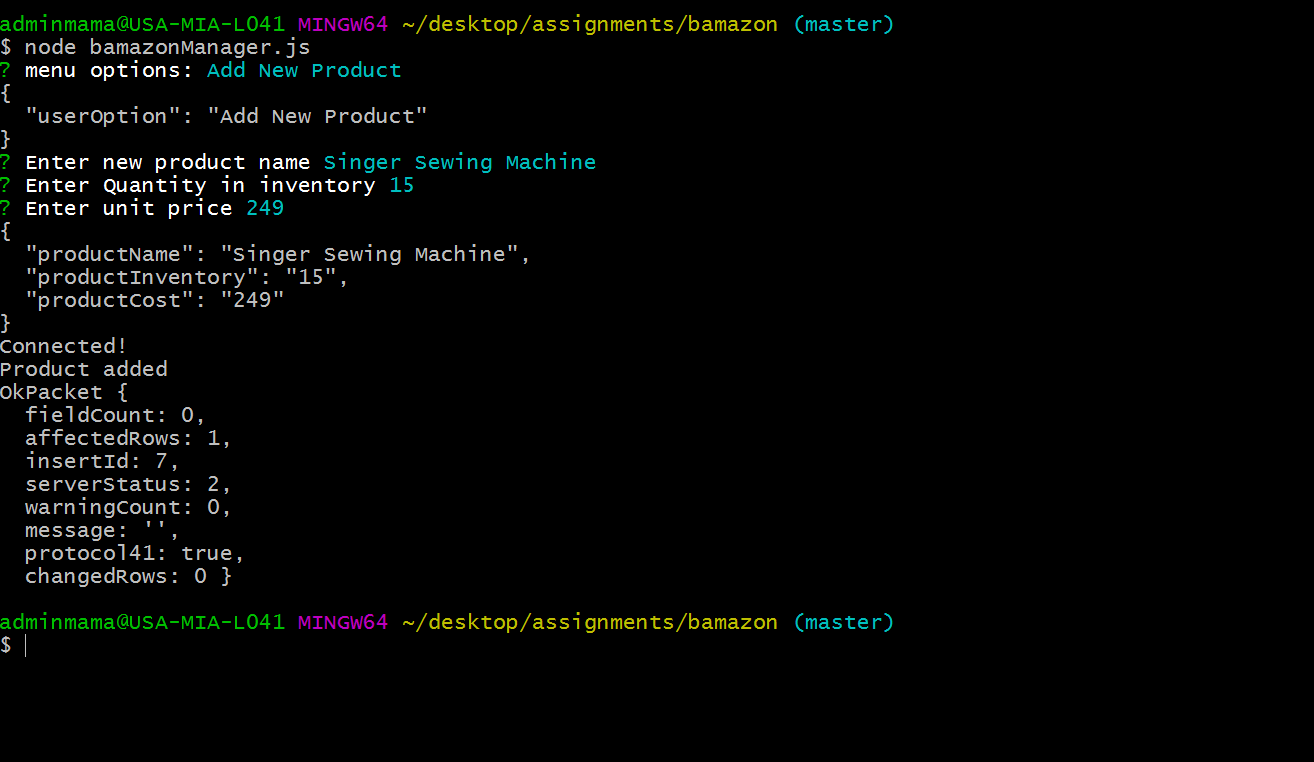 adminmama@USA-MIA-L041 MINGW64 ~/desktop/assignments/bamazon (master)
$ node bamazonManager.js
? menu options: Add New Product
{
  "userOption": "Add New Product"
}
? Enter new product name Singer Sewing Machine
? Enter Quantity in inventory 15
? Enter unit price 249
{
  "productName": "Singer Sewing Machine",
  "productInventory": "15",
  "productCost": "249"
}
Connected!
Product added
OkPacket {
  fieldCount: 0,
  affectedRows: 1,
  insertId: 7,
  serverStatus: 2,
  warningCount: 0,
  message: '',
  protocol41: true,
  changedRows: 0 }
adminmama@USA-MIA-L041 MINGW64 ~/desktop/assignments/bamazon (master)
$